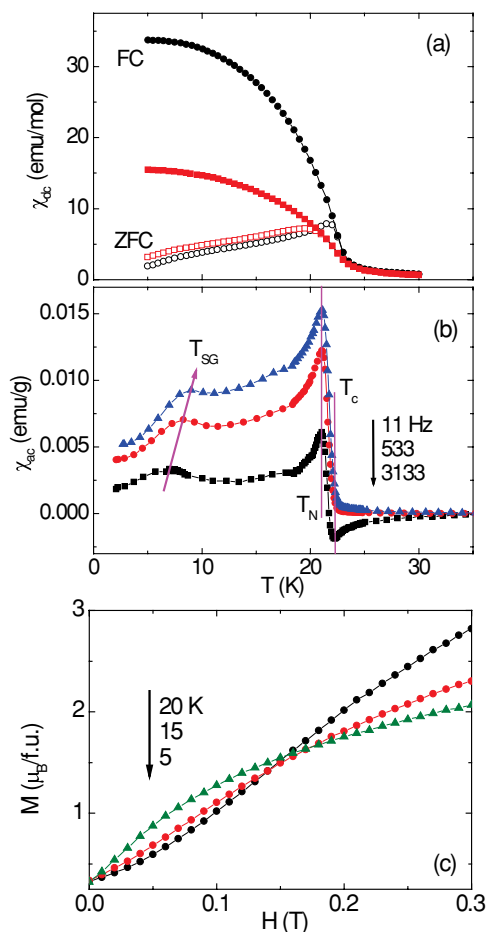 (a)
FC
ZFC
χdc (emu/mol)
30
20
10
0
(b)
TSG
Tc
TN
11 Hz
533
3133
χac (emu/g)
0.015
0.010
0.005
0.000
0 10 20 30
T (K)
3
2
1
M (μB/f.u.)
20 K
15
5
(c)
0.0 0.1 0.2 0.3
H (T)